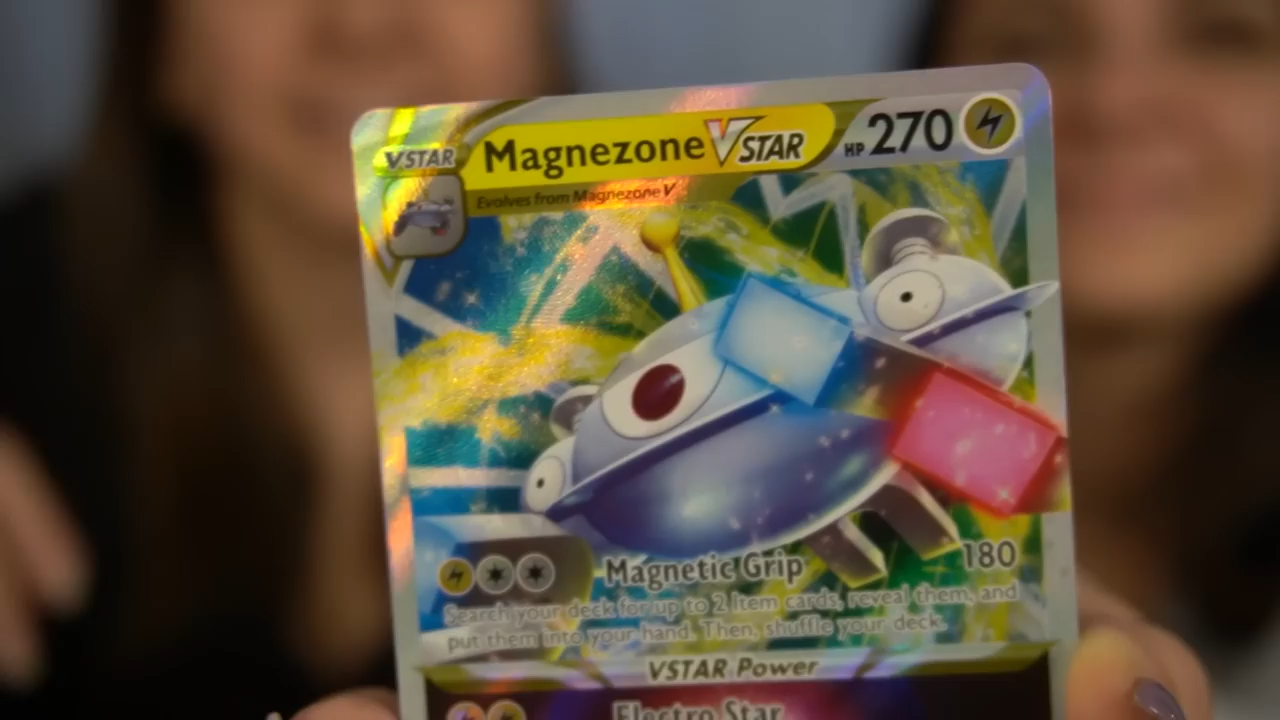 VSTAR Magnezone VSTAR HP 270
Evolves from Magnezone V
Magnetic Grip 180
Search your deck for up to 2 Item cards, reveal them, and
put them into your hand. Then, shuffle your deck.
VSTAR Power
Electro Star